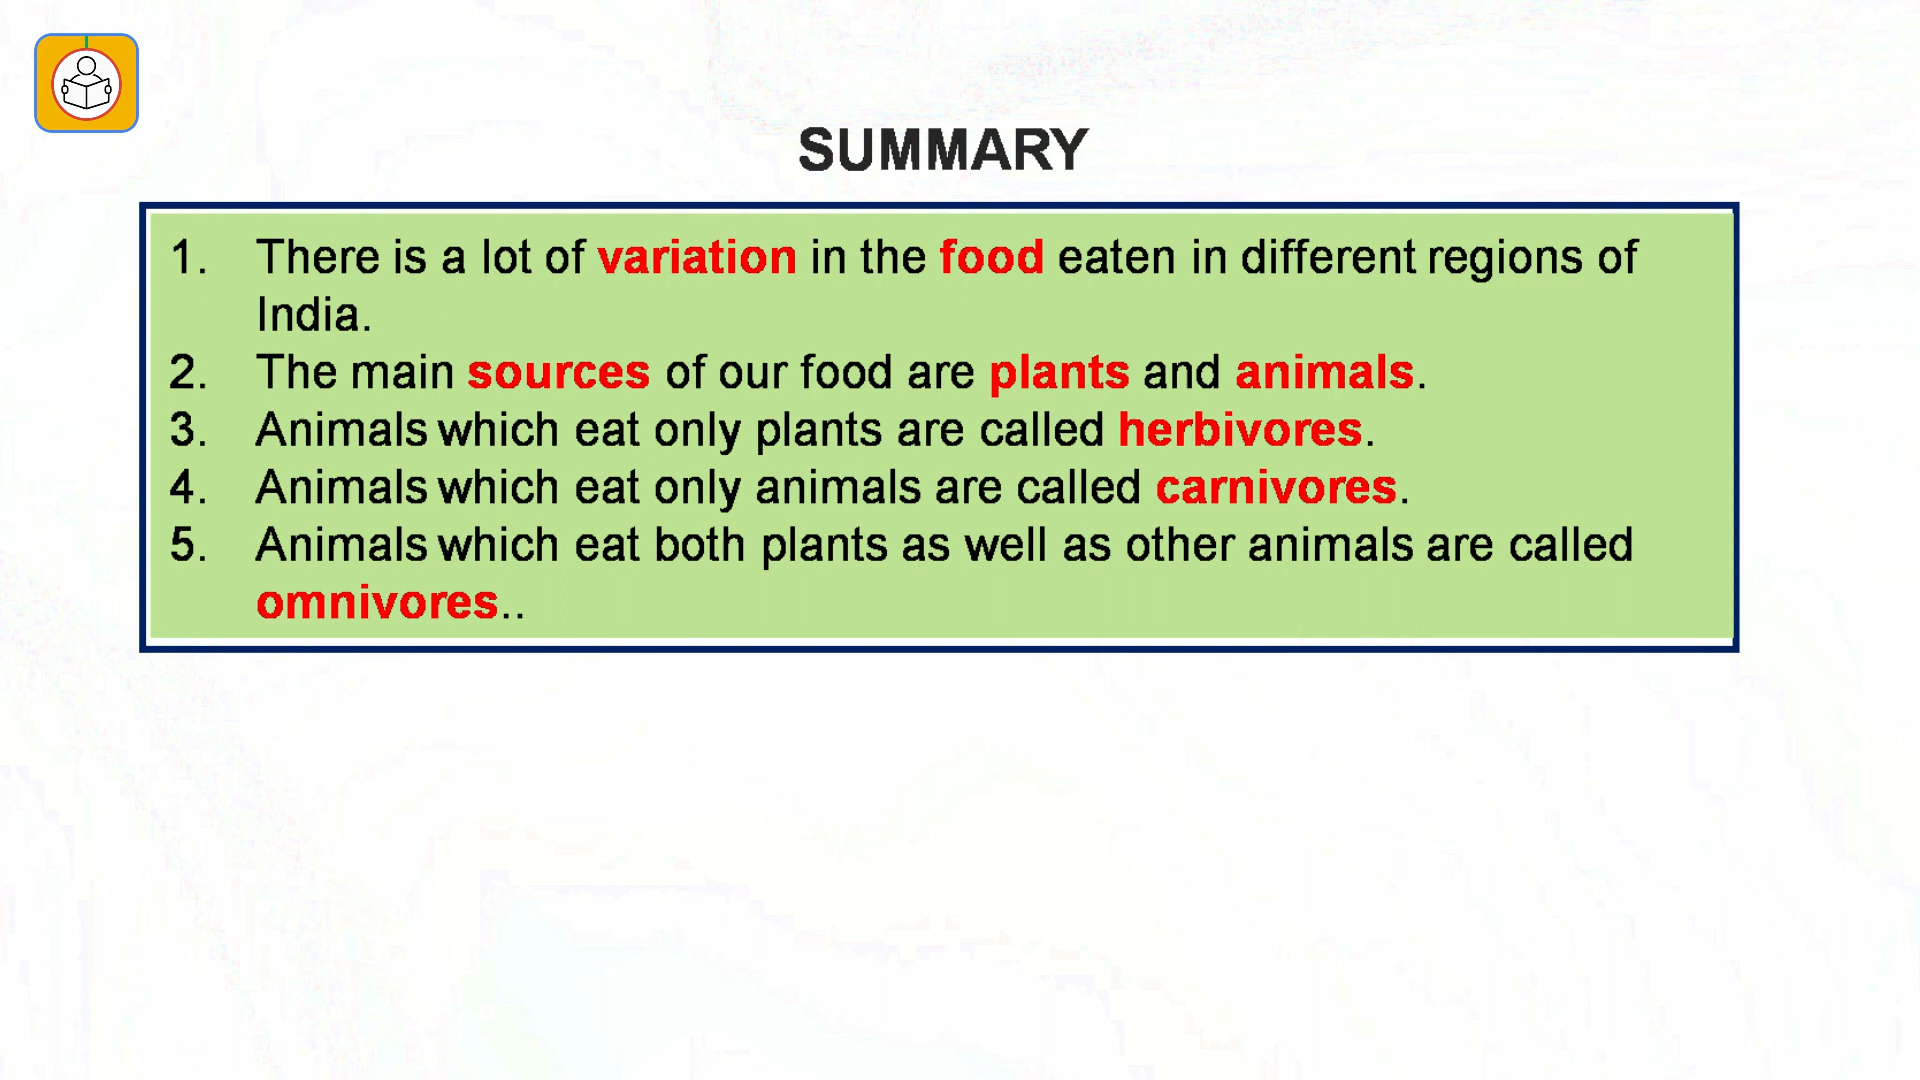 SUMMARY
1. There is a lot of variation in the food eaten in different regions of
India.
2. The main sources of our food are plants and animals.
3. Animals which eat only plants are called herbivores.
4. Animals which eat only animals are called carnivores.
5. Animals which eat both plants as well as other animals are called
omnivores..